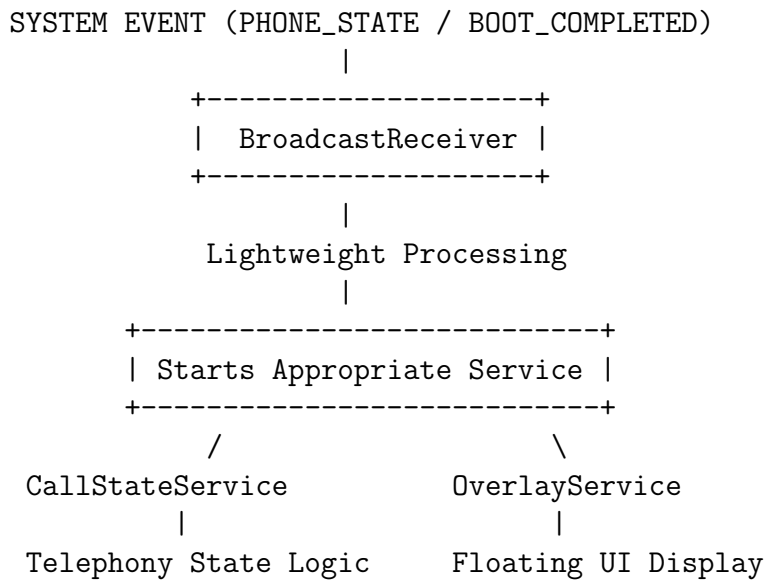 SYSTEM EVENT (PHONE_STATE / BOOT_COMPLETED)
BroadcastReceiver
Lightweight Processing
Starts Appropriate Service
CallStateService OverlayService
Telephony State Logic Floating UI Display